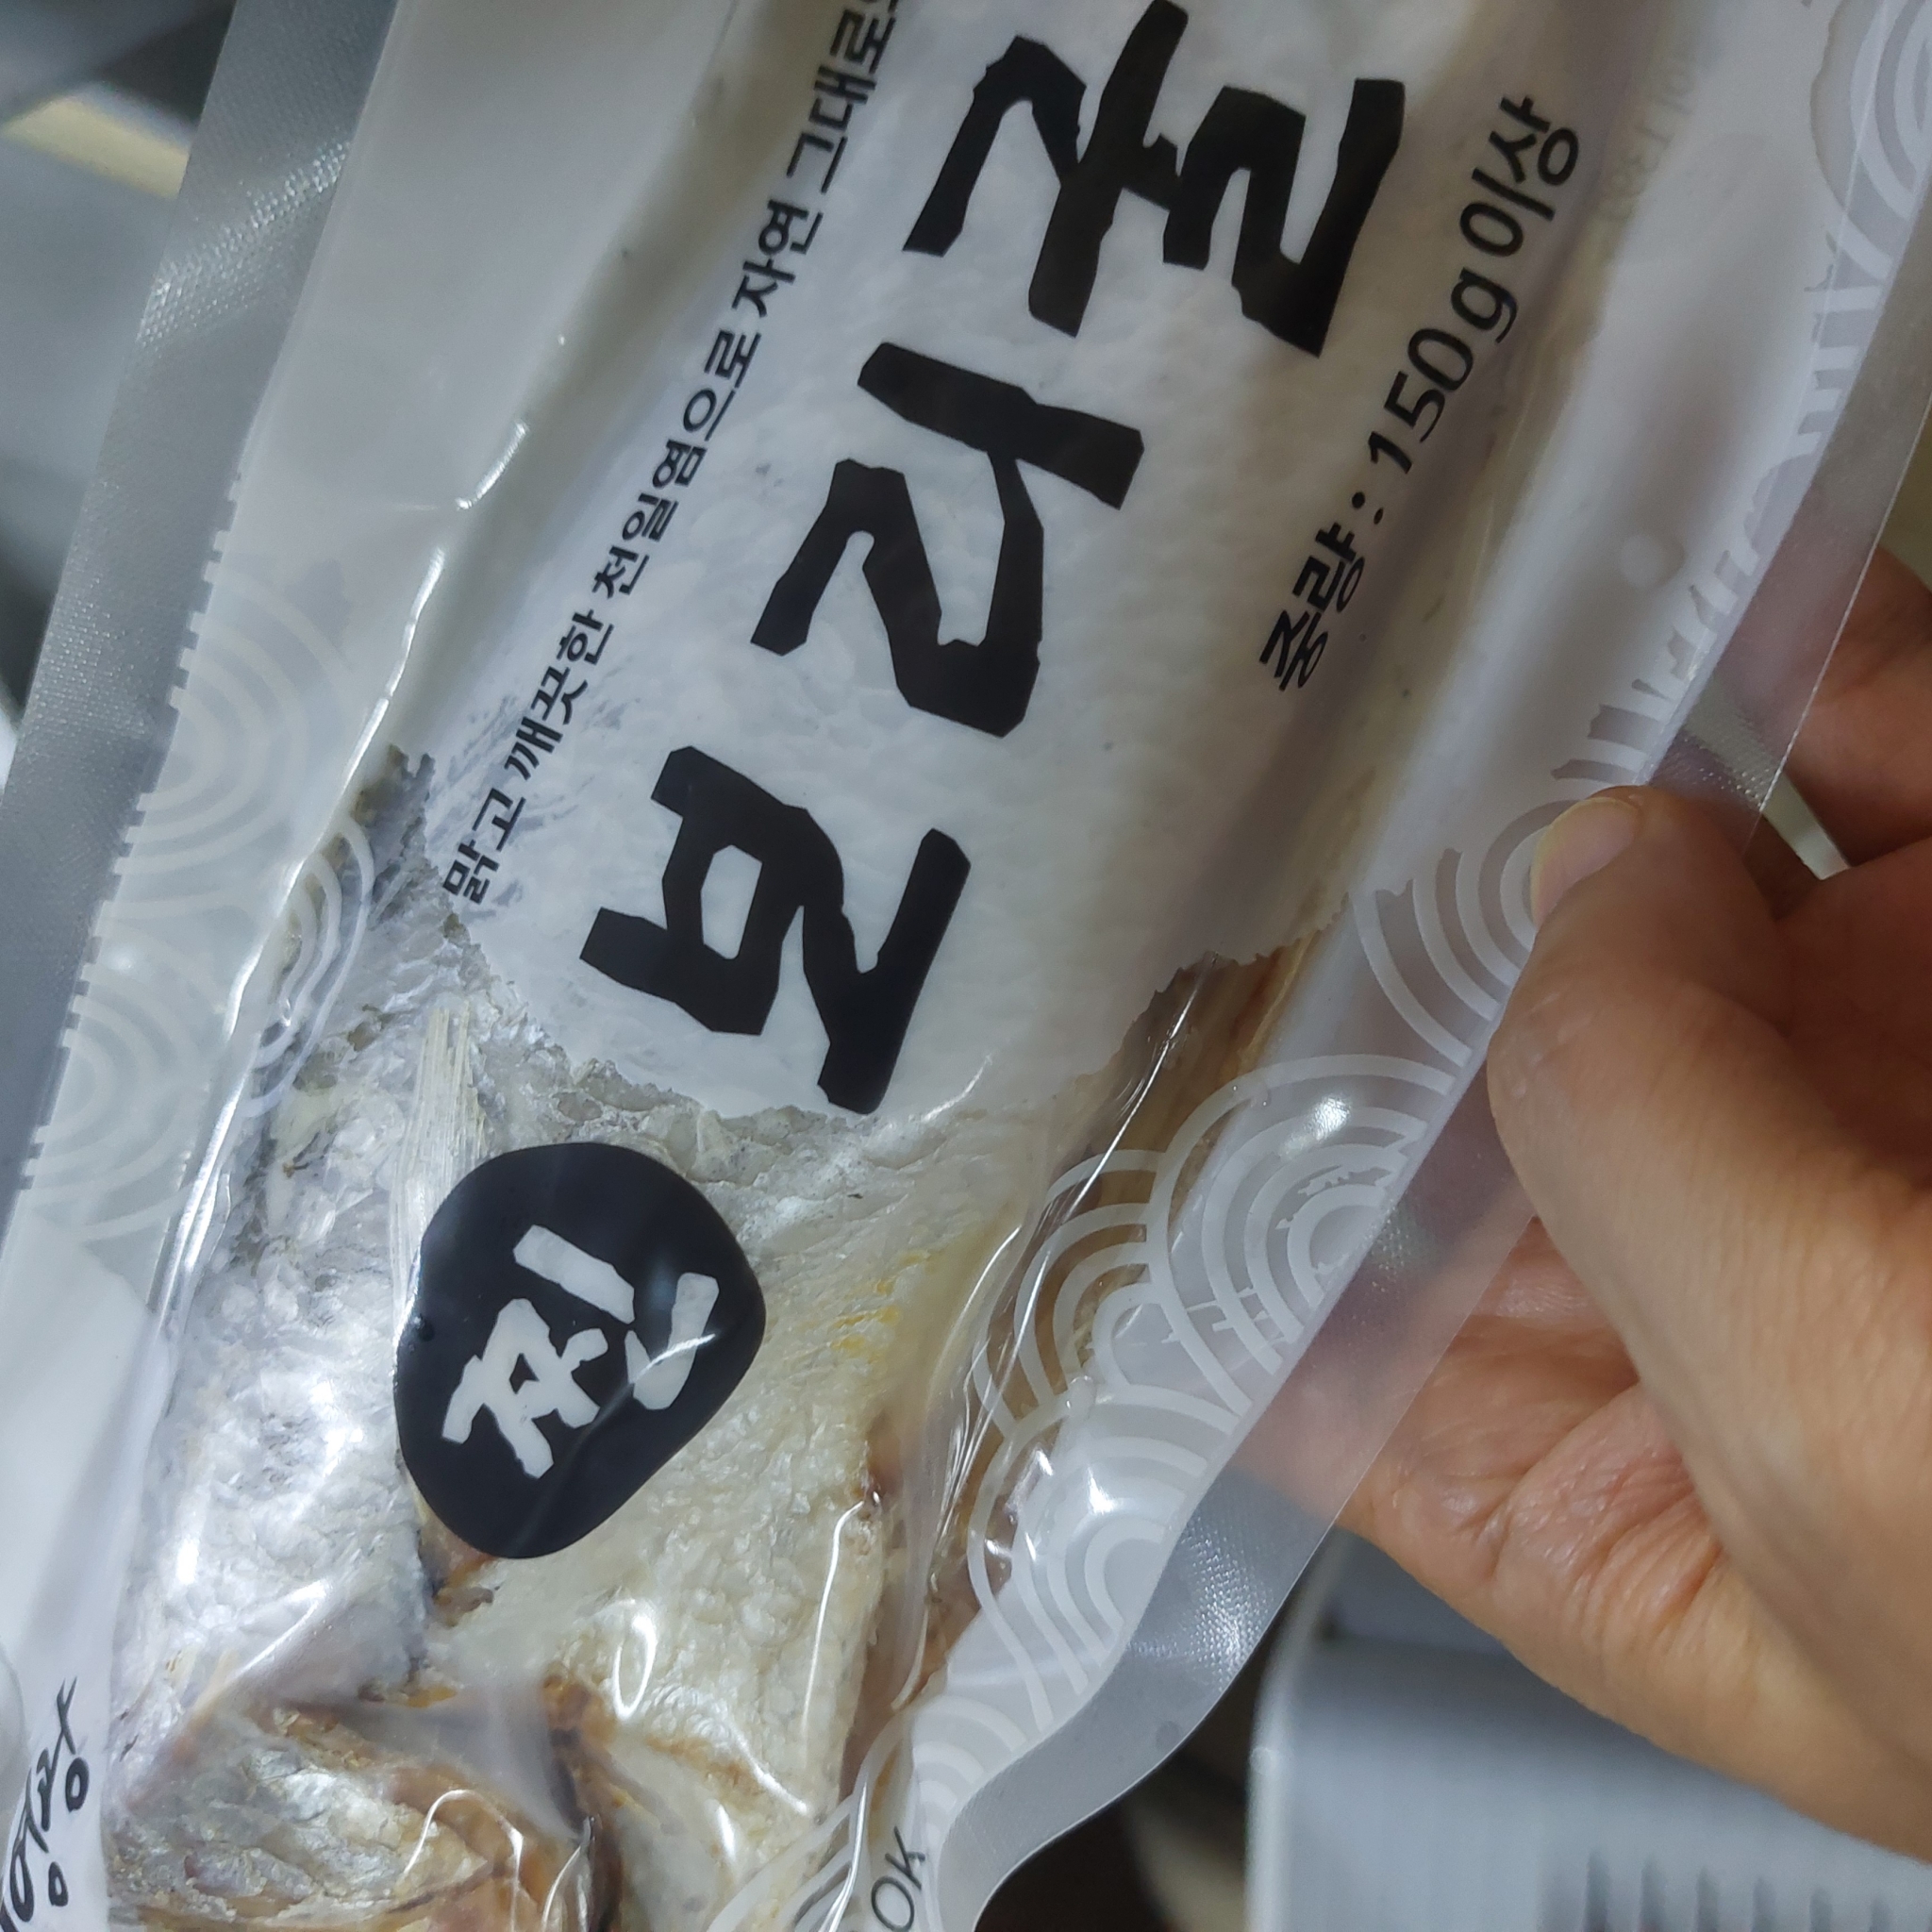 맑고 깨끗한 천일염으로 자연 그대로
찐
보리굴
중량 : 150g 이상